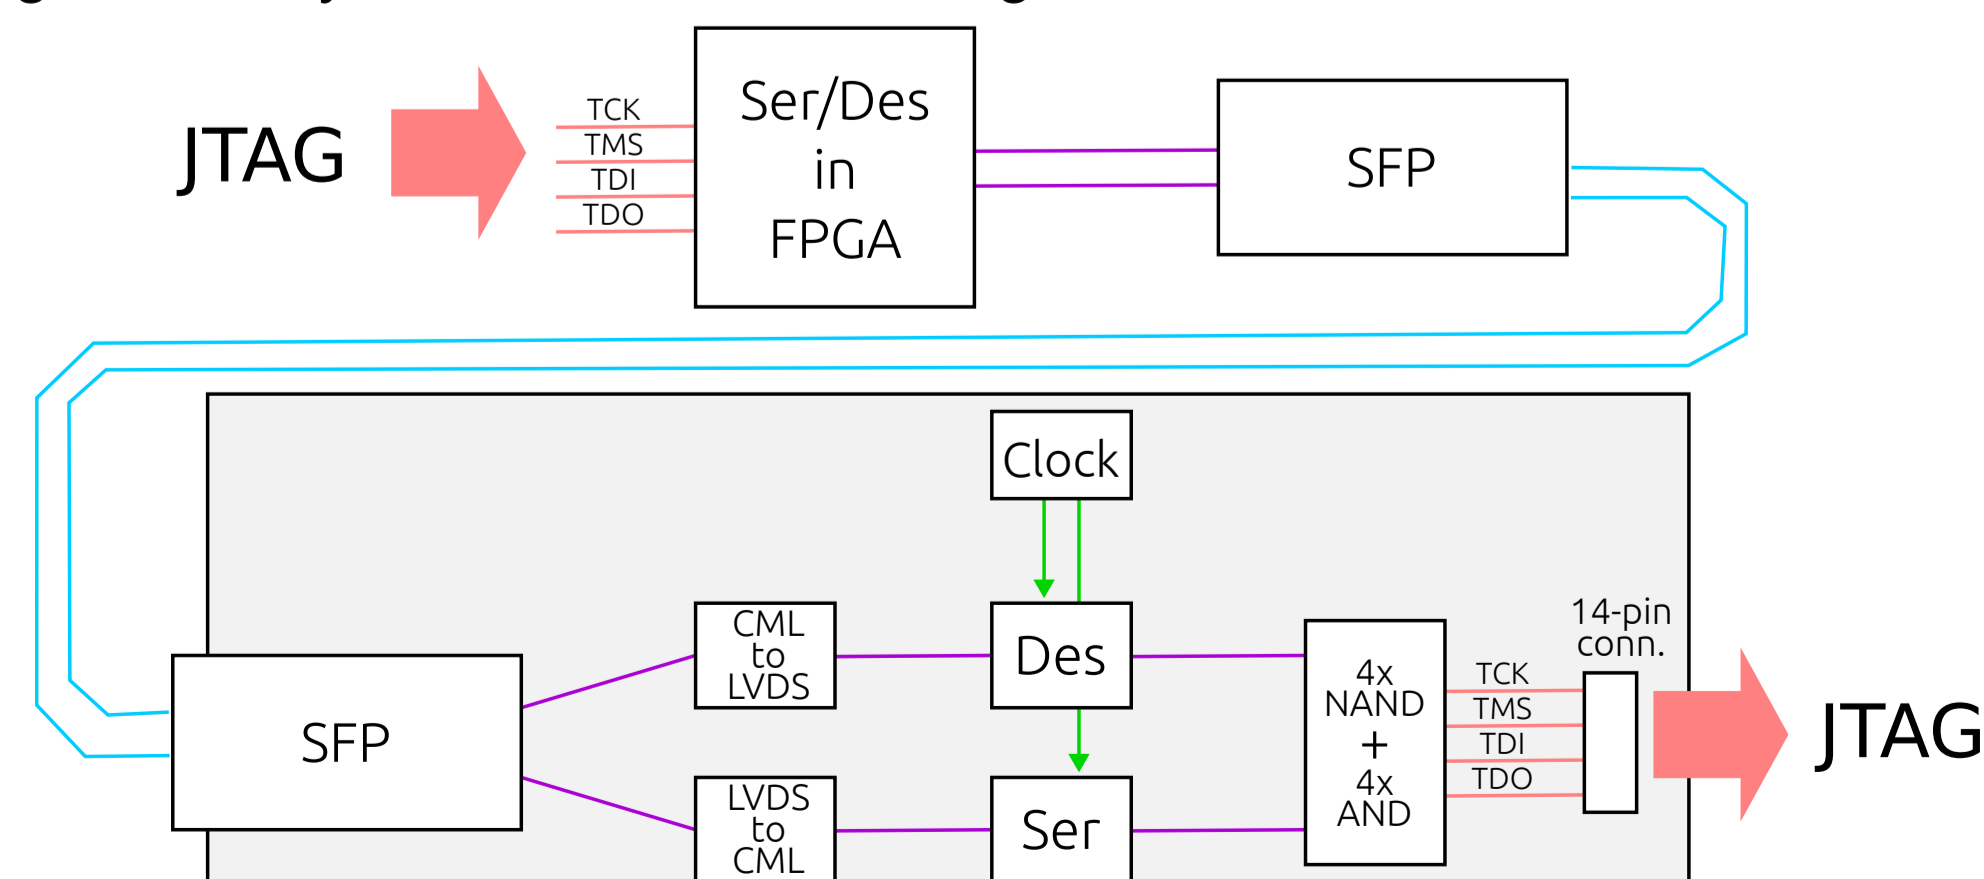 JTAG
TCK
TMS
TDI
TDO
Ser/Des
in
FPGA
SFP
Clock
CML
to
LVDS
Des
14-pin
conn.
4x
NAND
+
4x
AND
TCK
TMS
TDI
TDO
JTAG
SFP
LVDS
to
CML
Ser